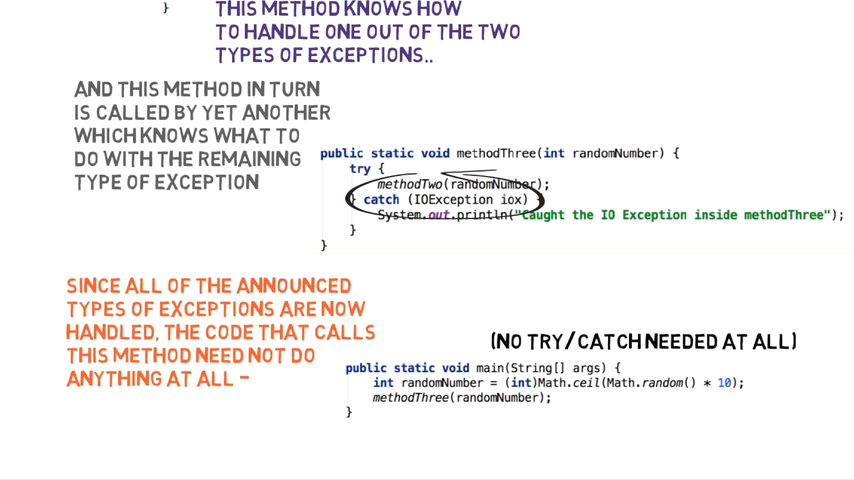 }
THIS METHOD KNOWS HOW
TO HANDLE ONE OUT OF THE TWO
TYPES OF EXCEPTIONS..
AND THIS METHOD IN TURN
IS CALLED BY YET ANOTHER
WHICH KNOWS WHAT TO
DO WITH THE REMAINING
TYPE OF EXCEPTION
public static void methodThree(int randomNumber) {
try {
methodTwo(randomNumber);
} catch (IOException iox) {
System.out.println("Caught the IO Exception inside methodThree");
}
}
SINCE ALL OF THE ANNOUNCED
TYPES OF EXCEPTIONS ARE NOW
HANDLED, THE CODE THAT CALLS
THIS METHOD NEED NOT DO
ANYTHING AT ALL -
(NO TRY/CATCH NEEDED AT ALL)
public static void main(String[] args) {
int randomNumber = (int)Math.ceil(Math.random() * 10);
methodThree(randomNumber);
}